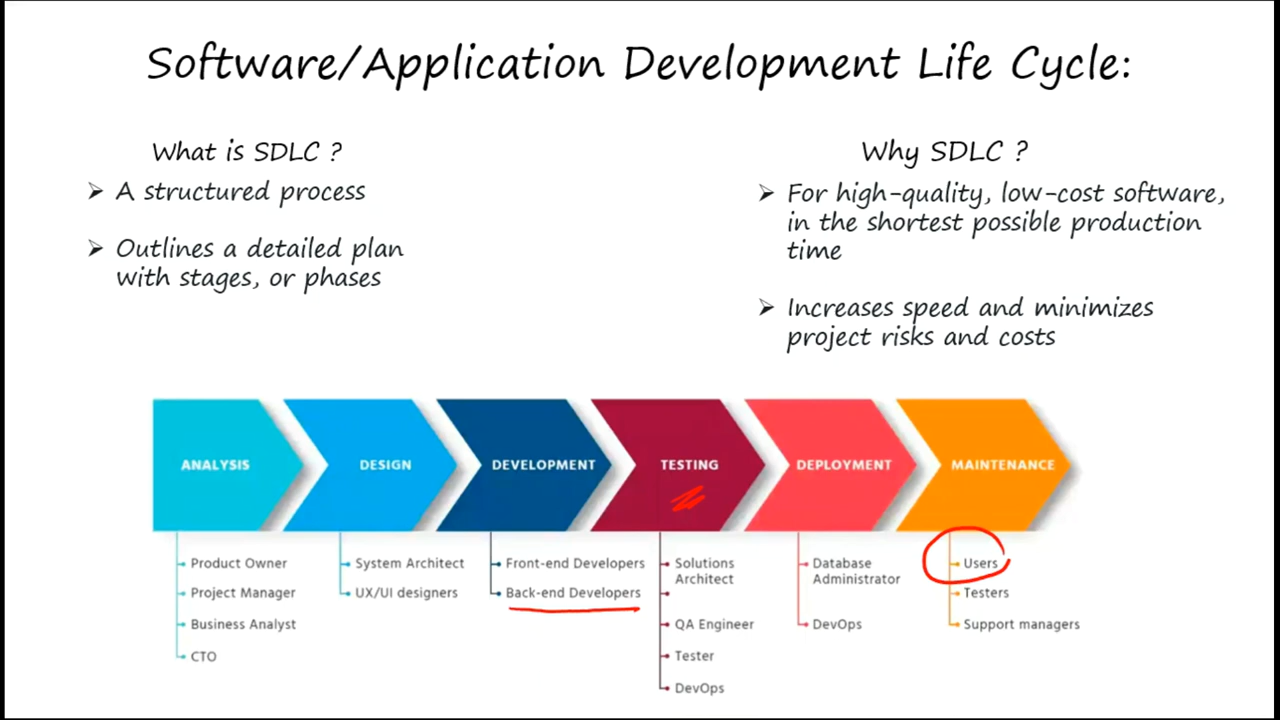 Software/Application Development Life Cycle:
What is SDLC ?
➢ A structured process
➢ Outlines a detailed plan
with stages, or phases
Why SDLC ?
➢ For high-quality, low-cost software,
in the shortest possible production
time
➢ Increases speed and minimizes
project risks and costs
ANALYSIS
DESIGN
DEVELOPMENT
TESTING
DEPLOYMENT
MAINTENANCE
Product Owner
Project Manager
Business Analyst
CTO
System Architect
UX/UI designers
Front-end Developers
Back-end Developers
Solutions
Architect
QA Engineer
Tester
DevOps
Database
Administrator
DevOps
Users
Testers
Support managers